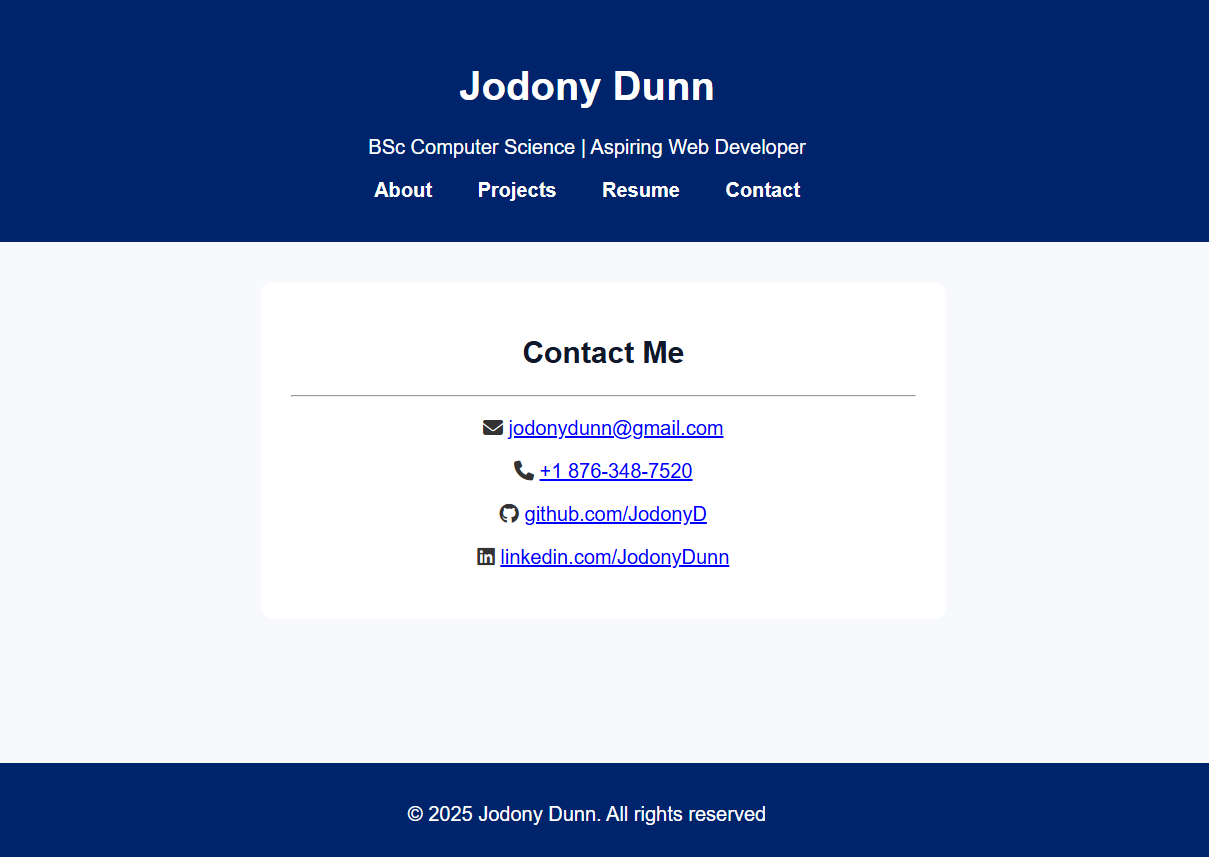 Jodony Dunn
BSc Computer Science | Aspiring Web Developer
About Projects Resume Contact
Contact Me
jodonydunn@gmail.com
+1 876-348-7520
github.com/JodonyD
linkedin.com/JodonyDunn
© 2025 Jodony Dunn. All rights reserved